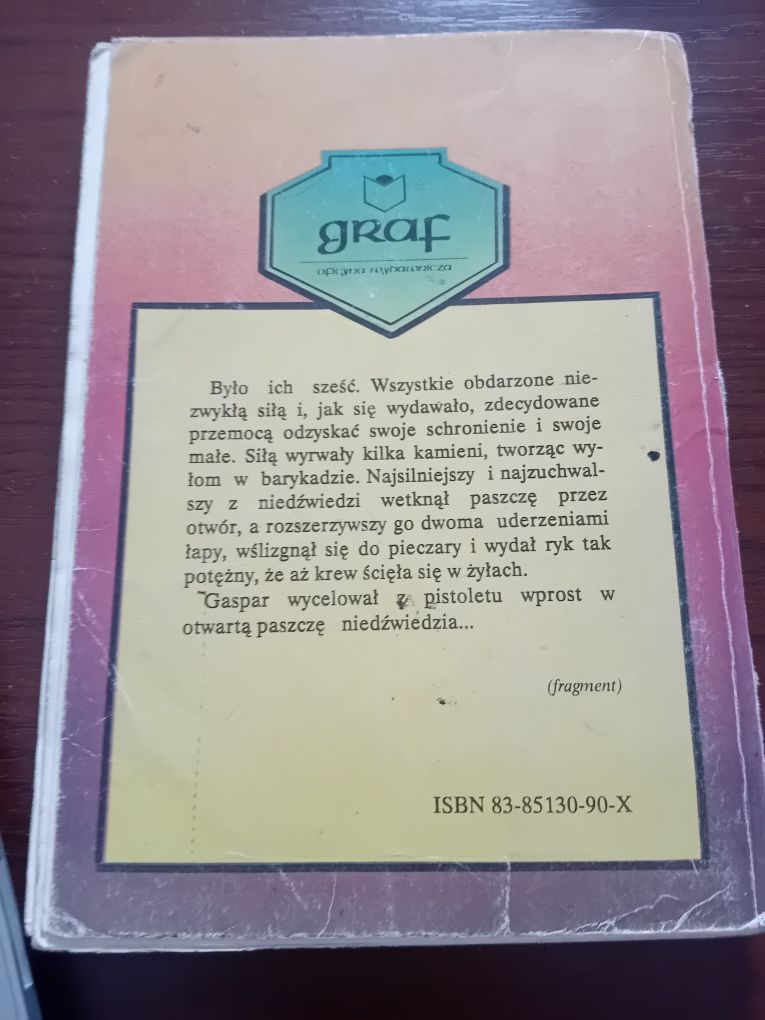 graf
oficyna wydawnicza
Było ich sześć. Wszystkie obdarzone nie-
zwykłą siłą i, jak się wydawało, zdecydowane
przemocą odzyskać swoje schronienie i swoje
małe. Siłą wyrwały kilka kamieni, tworząc wy-
łom w barykadzie. Najsilniejszy i najzuchwal-
szy z niedźwiedzi wetknął paszczę przez
otwór, a rozszerzywszy go dwoma uderzeniami
łapy, wślizgnął się do pieczary i wydał ryk tak
potężny, że aż krew ścięła się w żyłach.
Gaspar wycelował z pistoletu wprost w
otwartą paszczę niedźwiedzia...
(fragment)
ISBN 83-85130-90-X